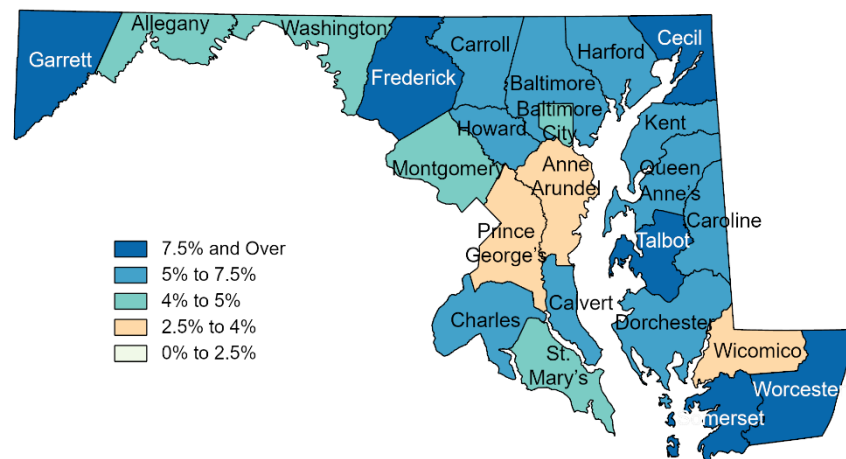 Allegany
Washington
Garrett
Frederick
Carroll
Harford
Cecil
Baltimore
Baltimore
City
Howard
Kent
Montgomery
Anne
Arundel
Queen
Anne's
Caroline
Prince
George's
Talbot
7.5% and Over
5% to 7.5%
4% to 5%
2.5% to 4%
0% to 2.5%
Charles
Calvert
Dorchester
St.
Mary's
Wicomico
Worcester
Somerset